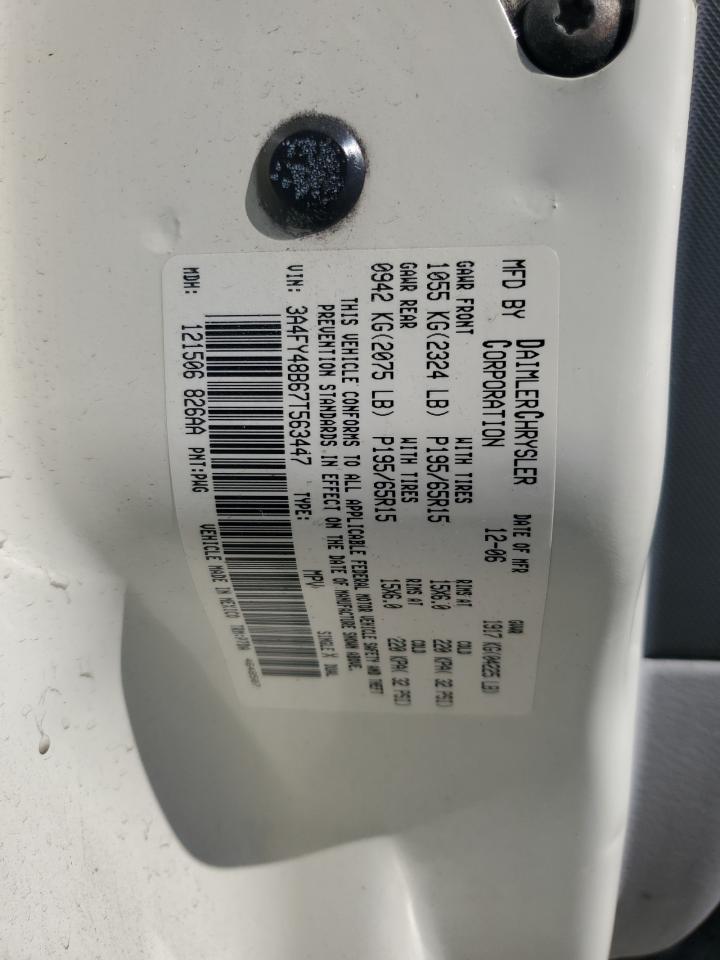 MFD BY DAIMLERCHRYSLER CORPORATION
DATE OF MFR 12-06
GVWR 1917 KG(04225 LB)
GAWR FRONT WITH TIRES RIMS AT COLD
1055 KG(2324 LB) P195/65R15 15X6.0 220 KPA( 32 PSI)
GAWR REAR WITH TIRES RIMS AT COLD
0942 KG(2075 LB) P195/65R15 15X6.0 220 KPA( 32 PSI)
THIS VEHICLE CONFORMS TO ALL APPLICABLE FEDERAL MOTOR VEHICLE SAFETY AND THEFT
PREVENTION STANDARDS IN EFFECT ON THE DATE OF MANUFACTURE SHOWN ABOVE.
VIN: 3A4FY48B67T563447 TYPE: MPV SINGLE X DUAL
MDH: 121506 826AA PNT:PWG
VEHICLE MADE IN MEXICO